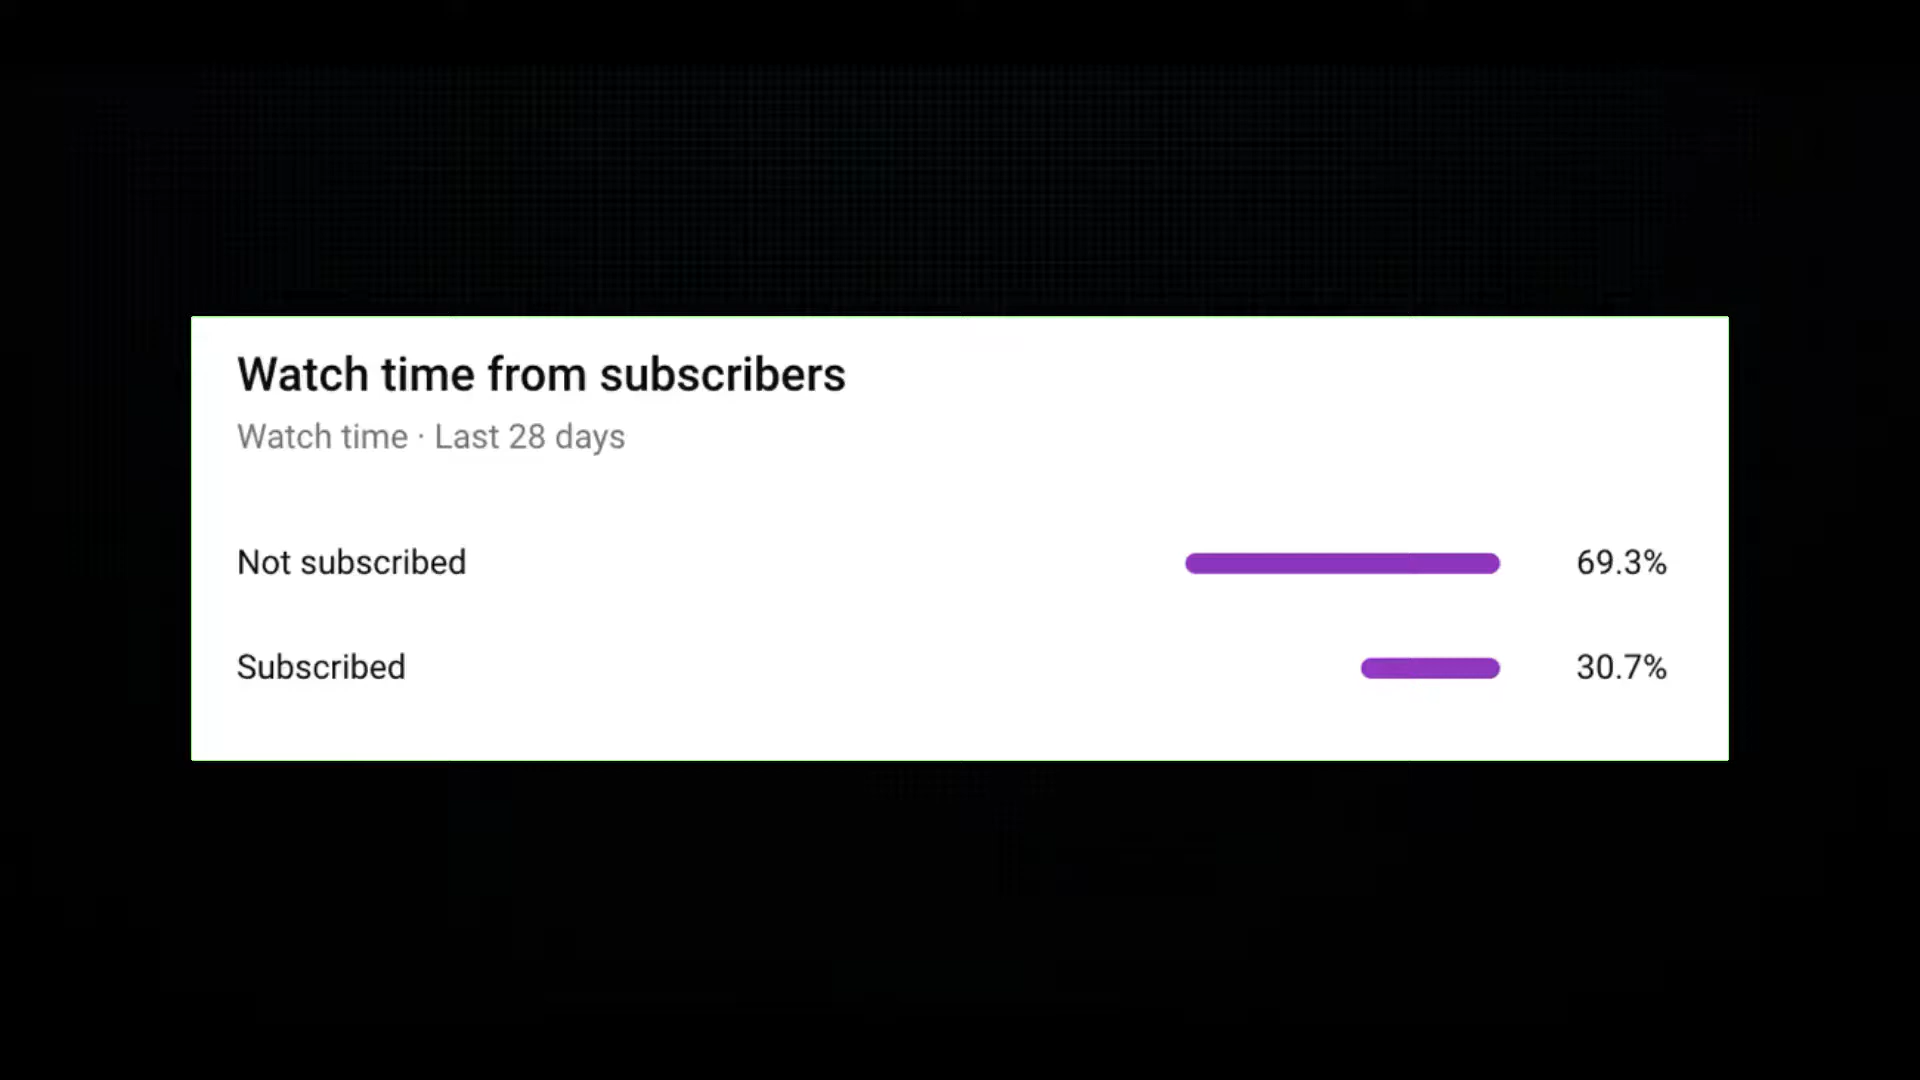 Watch time from subscribers
Watch time · Last 28 days
Not subscribed 69.3%
Subscribed 30.7%